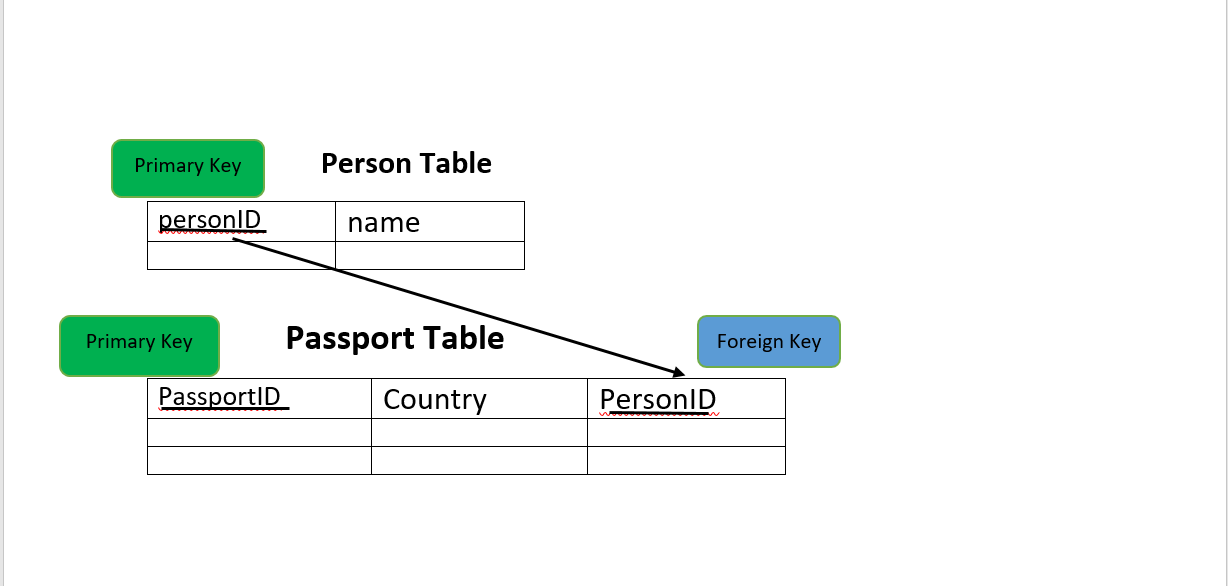 Primary Key
Person Table
personID name
Primary Key
Passport Table
Foreign Key
PassportID Country PersonID